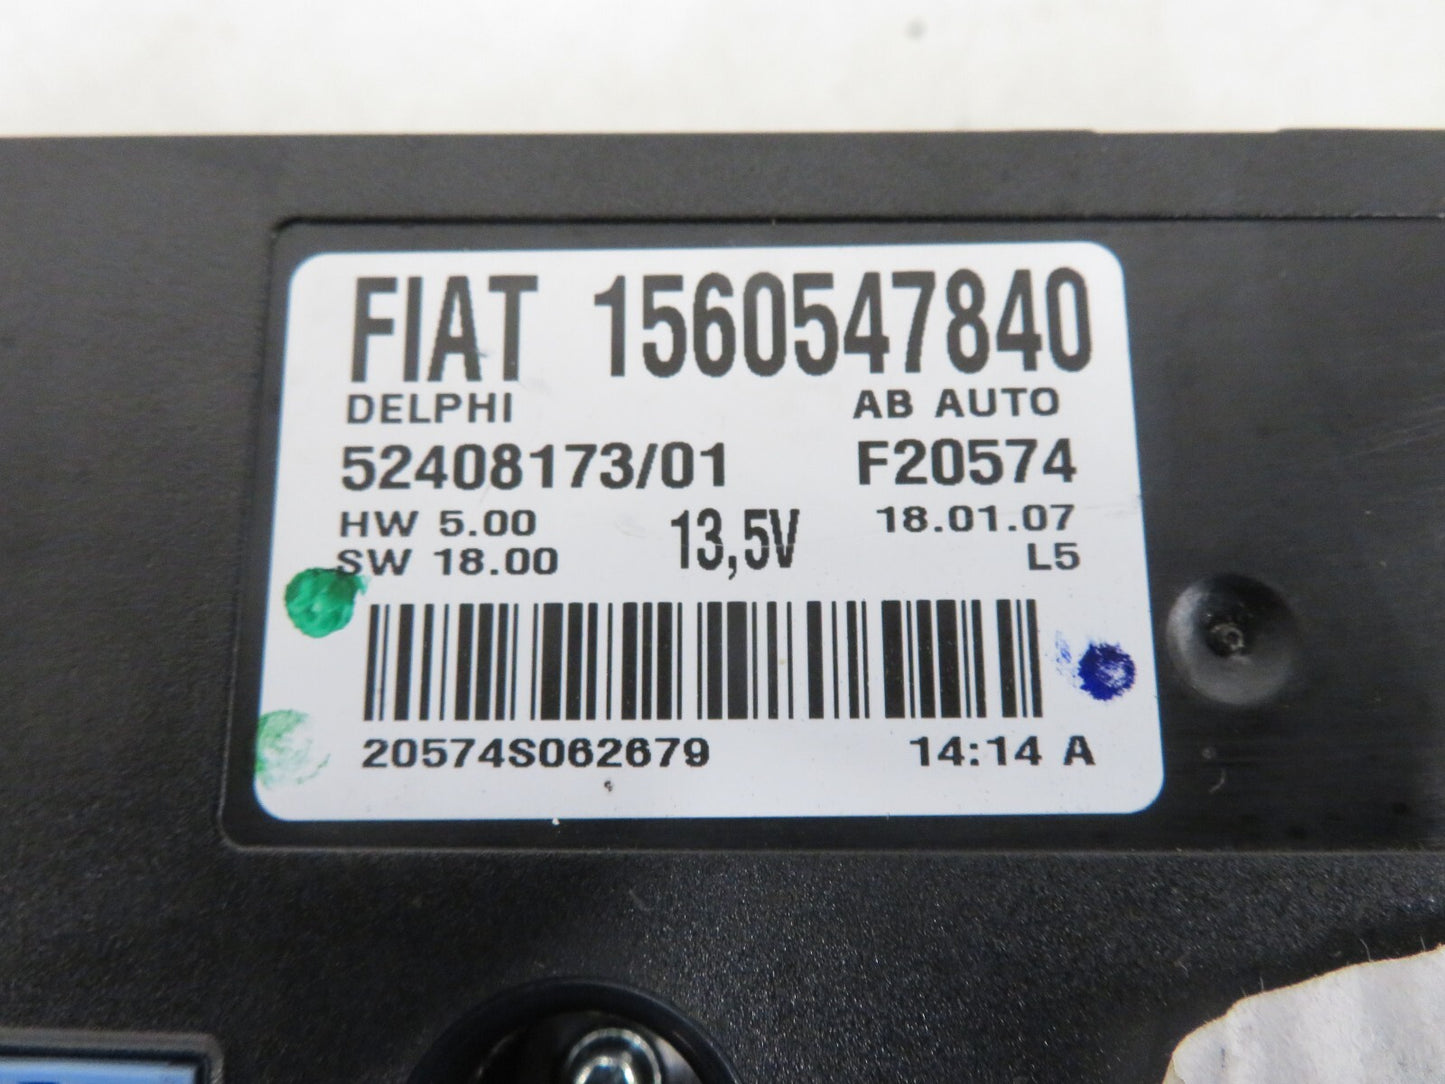 FIAT 1560547840
DELPHI AB AUTO
52408173/01 F20574
HW 5.00 13,5V 18.01.07
SW 18.00 L5
20574S062679 14:14 A